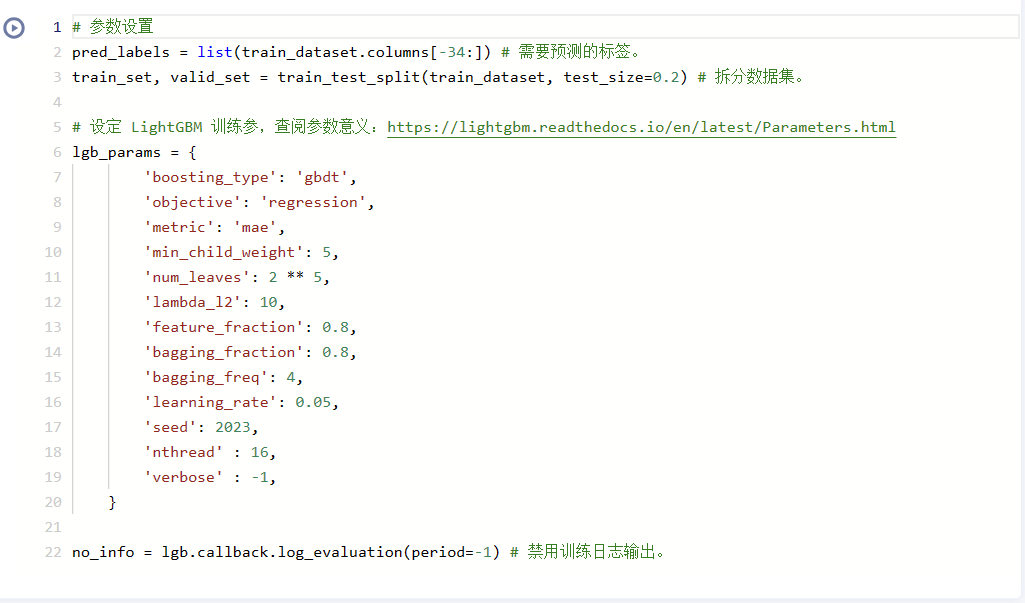 1 # 参数设置
2 pred_labels = list(train_dataset.columns[-34:]) # 需要预测的标签。
3 train_set, valid_set = train_test_split(train_dataset, test_size=0.2) # 拆分数据集。
4
5 # 设定 LightGBM 训练参，查阅参数意义：https://lightgbm.readthedocs.io/en/latest/Parameters.html
6 lgb_params = {
7         'boosting_type': 'gbdt',
8         'objective': 'regression',
9         'metric': 'mae',
10         'min_child_weight': 5,
11         'num_leaves': 2 ** 5,
12         'lambda_l2': 10,
13         'feature_fraction': 0.8,
14         'bagging_fraction': 0.8,
15         'bagging_freq': 4,
16         'learning_rate': 0.05,
17         'seed': 2023,
18         'nthread' : 16,
19         'verbose' : -1,
20     }
21
22 no_info = lgb.callback.log_evaluation(period=-1) # 禁用训练日志输出。